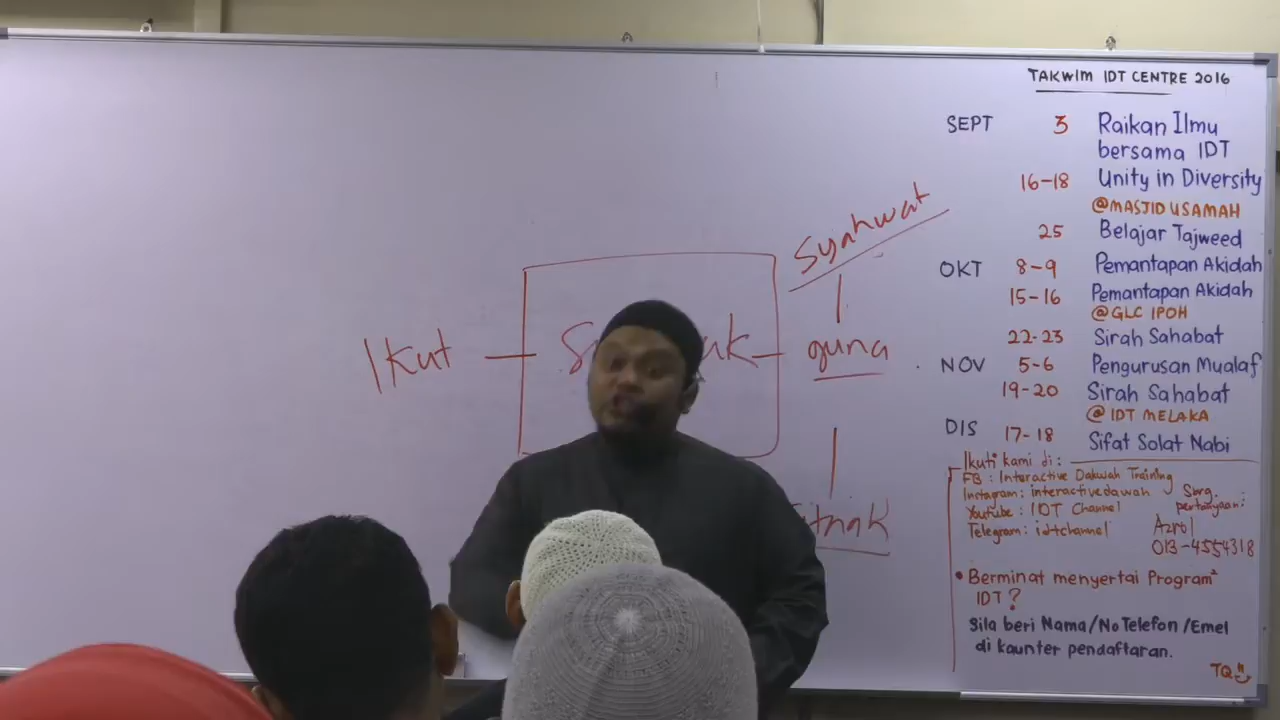 TAKWIM IDT CENTRE 2016
SEPT 3 Raikan Ilmu
bersama IDT
16-18 Unity in Diversity
@MASJID USAMAH
25 Belajar Tajweed
OKT 8-9 Pemantapan Akidah
15-16 Pemantapan Akidah
@GLC IPOH
22-23 Sirah Sahabat
NOV 5-6 Pengurusan Mualaf
19-20 Sirah Sahabat
@IDT MELAKA
DIS 17-18 Sifat Solat Nabi
Ikuti kami di:
FB: Interactive Dakwah Training
Instagram: interactivedawah
Youtube: IDT Channel
Telegram: idtchannel
Sbrg.
pertanyaan:
Azrol
013-4554318
• Berminat menyertai Program²
IDT?
Sila beri Nama/No Telefon/Emel
di kaunter pendaftaran.
TQ
Syahwat
Ikut
guna